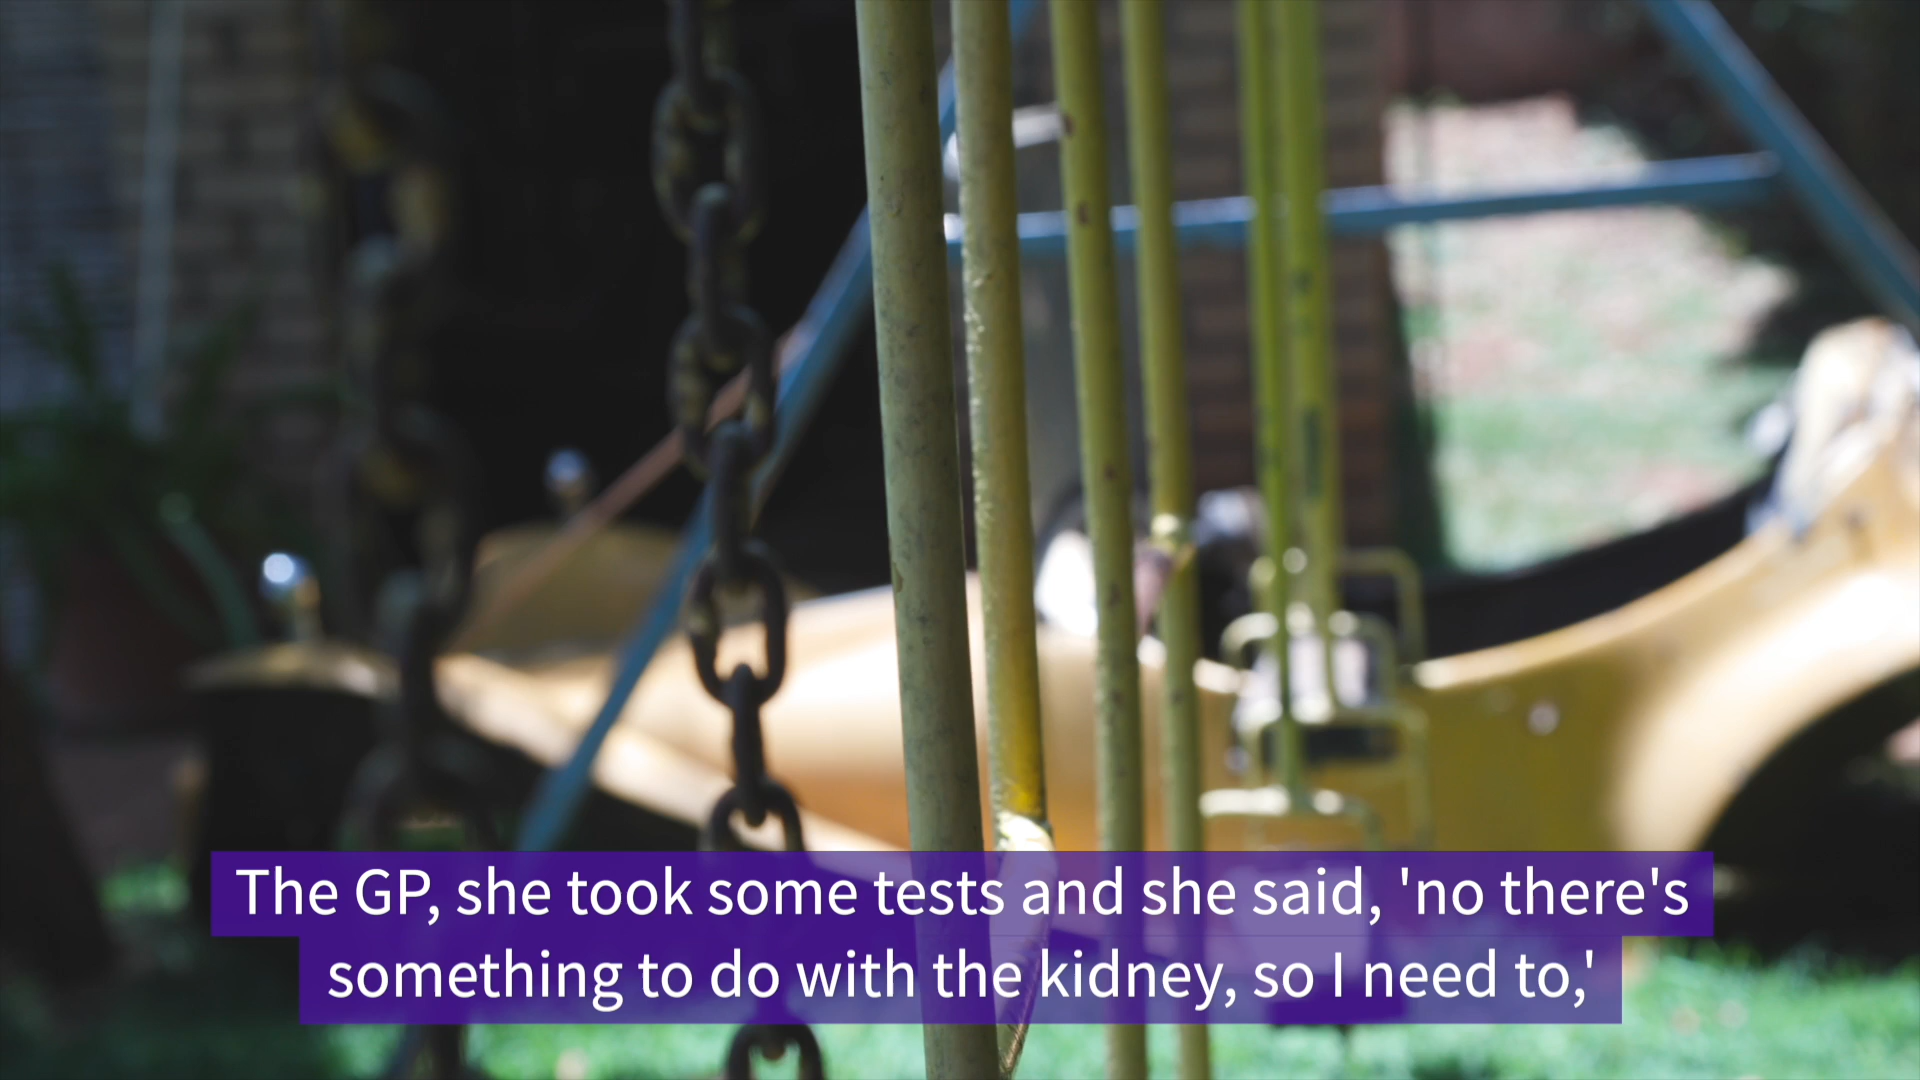 The GP, she took some tests and she said, 'no there's
something to do with the kidney, so I need to,'